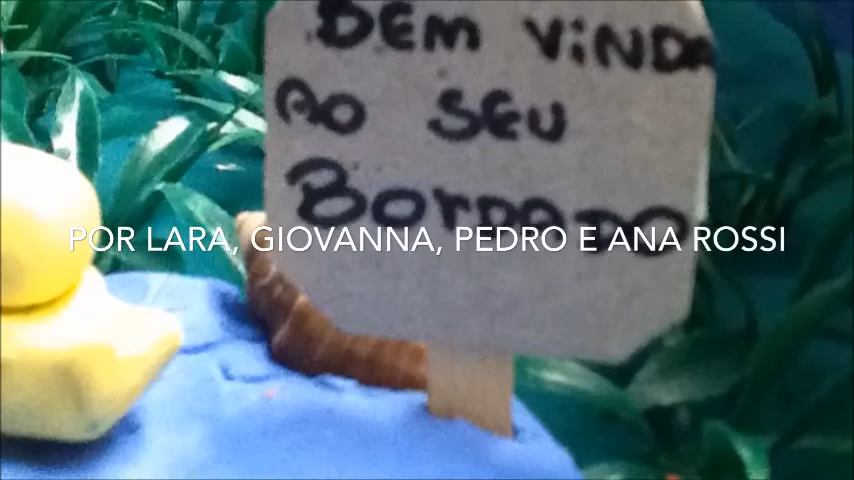 BEM VINDA
AO SEU
BORDADO
POR LARA, GIOVANNA, PEDRO E ANA ROSSI